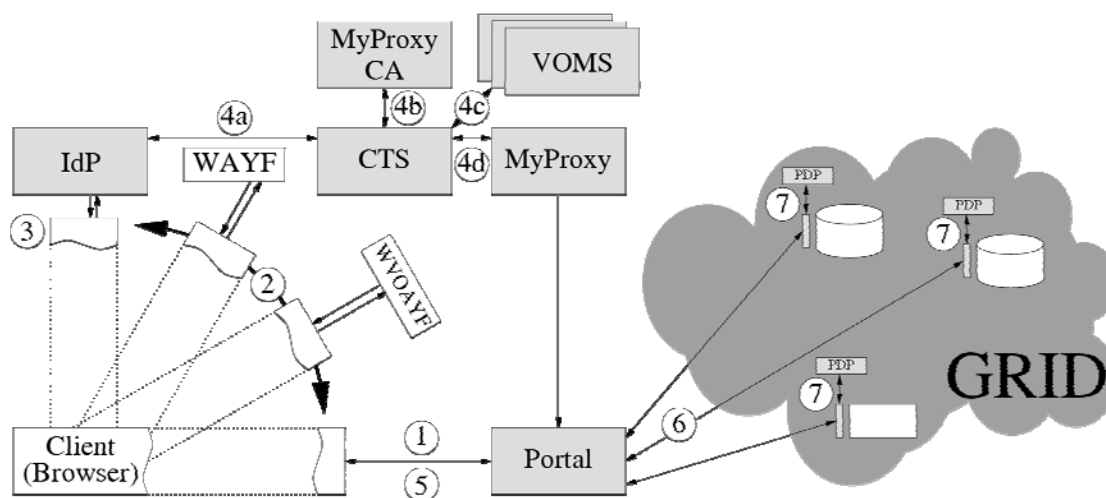 MyProxy
CA
VOMS
4b
4c
4a
IdP
WAYF
CTS
4d
MyProxy
PDP
7
PDP
7
3
2
WVOAYF
PDP
7
GRID
Client
(Browser)
1
5
Portal
6